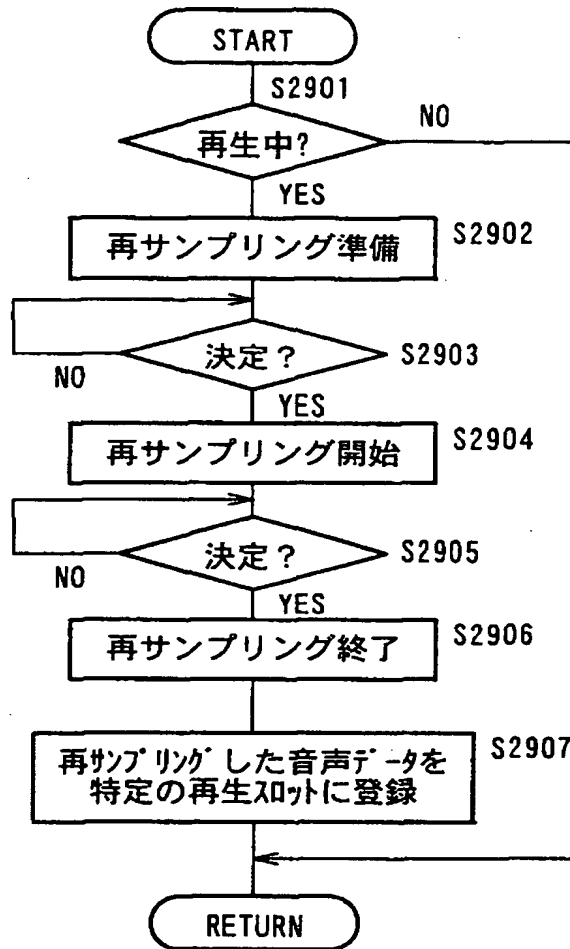 START
S2901
再生中?
NO
YES
再サンプリング準備
S2902
決定?
S2903
NO
YES
再サンプリング開始
S2904
決定?
S2905
NO
YES
再サンプリング終了
S2906
再ｻﾝﾌﾟﾘﾝｸﾞした音声ﾃﾞｰﾀを
特定の再生ｽﾛｯﾄに登録
S2907
RETURN